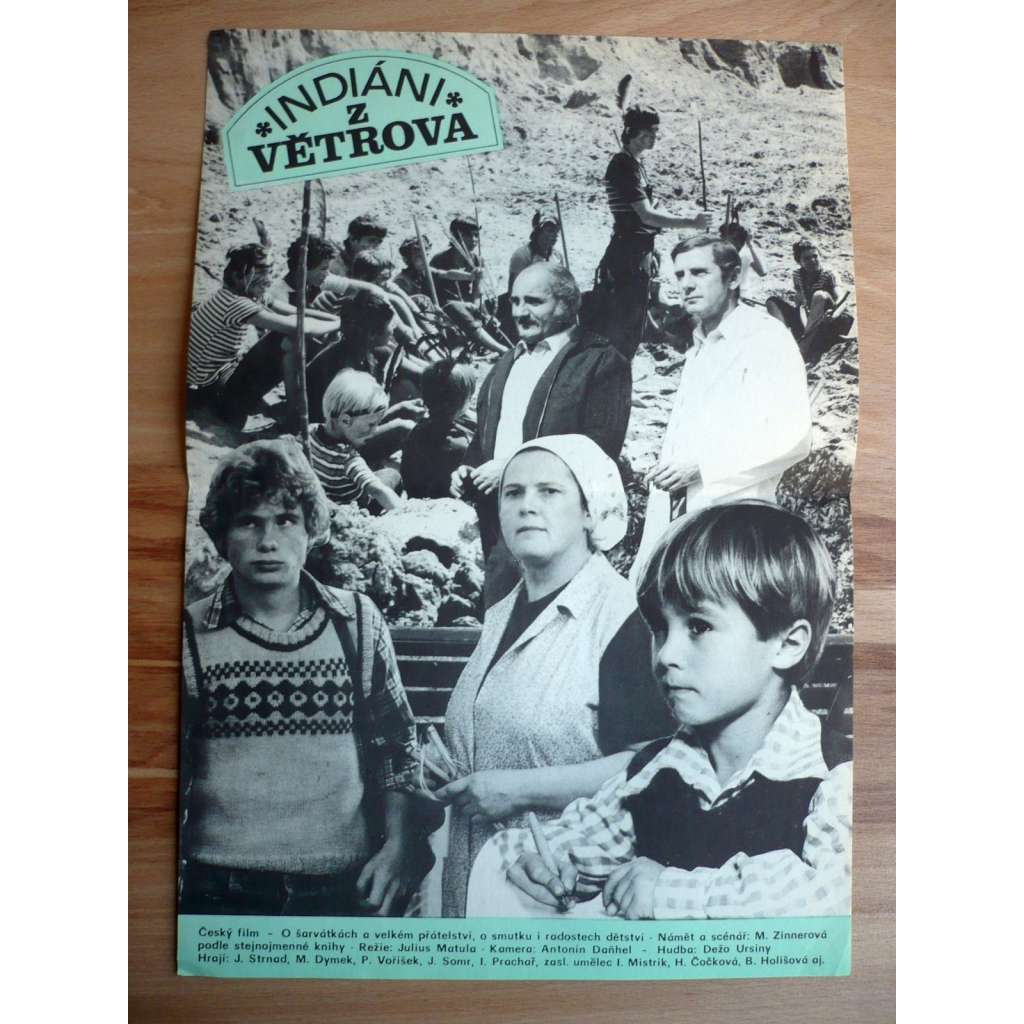 *INDIÁNI*
z
VĚTROVA
Český film - O šarvátkách a velkém přátelství, o smutku i radostech dětství - Námět a scénář: M. Zinnerová
podle stejnojmenné knihy - Režie: Julius Matula - Kamera: Antonín Daňhel - Hudba: Dežo Ursiny
Hrají: J. Strnad, M. Dymek, P. Voříšek, J. Somr, I. Prachař, zasl. umělec I. Mistrík, H. Čočková, B. Holišová aj.